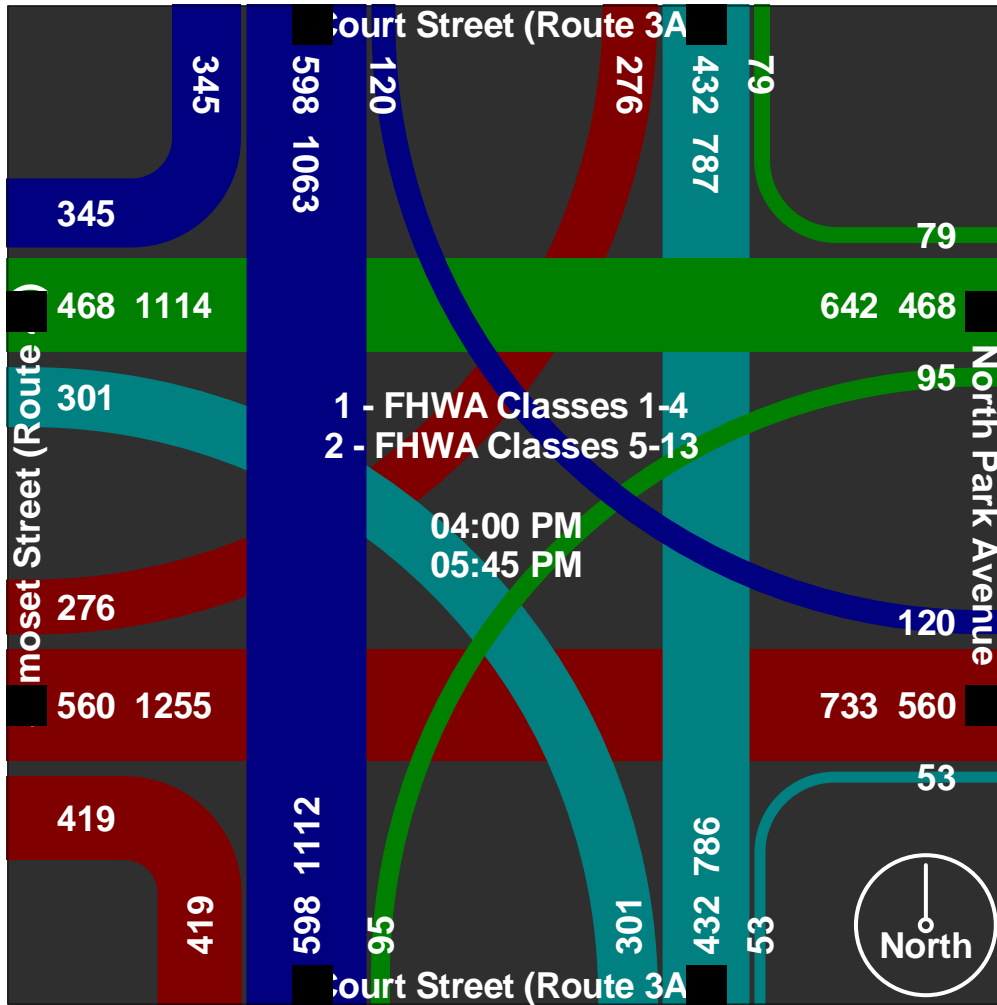 Court Street (Route 3A
345
598 1063
120
276
432 787
79
345
79
468 1114
642 468
301
95
1 - FHWA Classes 1-4
2 - FHWA Classes 5-13
04:00 PM
05:45 PM
moset Street (Route
North Park Avenue
276
120
560 1255
733 560
419
53
419
598 1112
95
301
432 786
53
North
Court Street (Route 3A